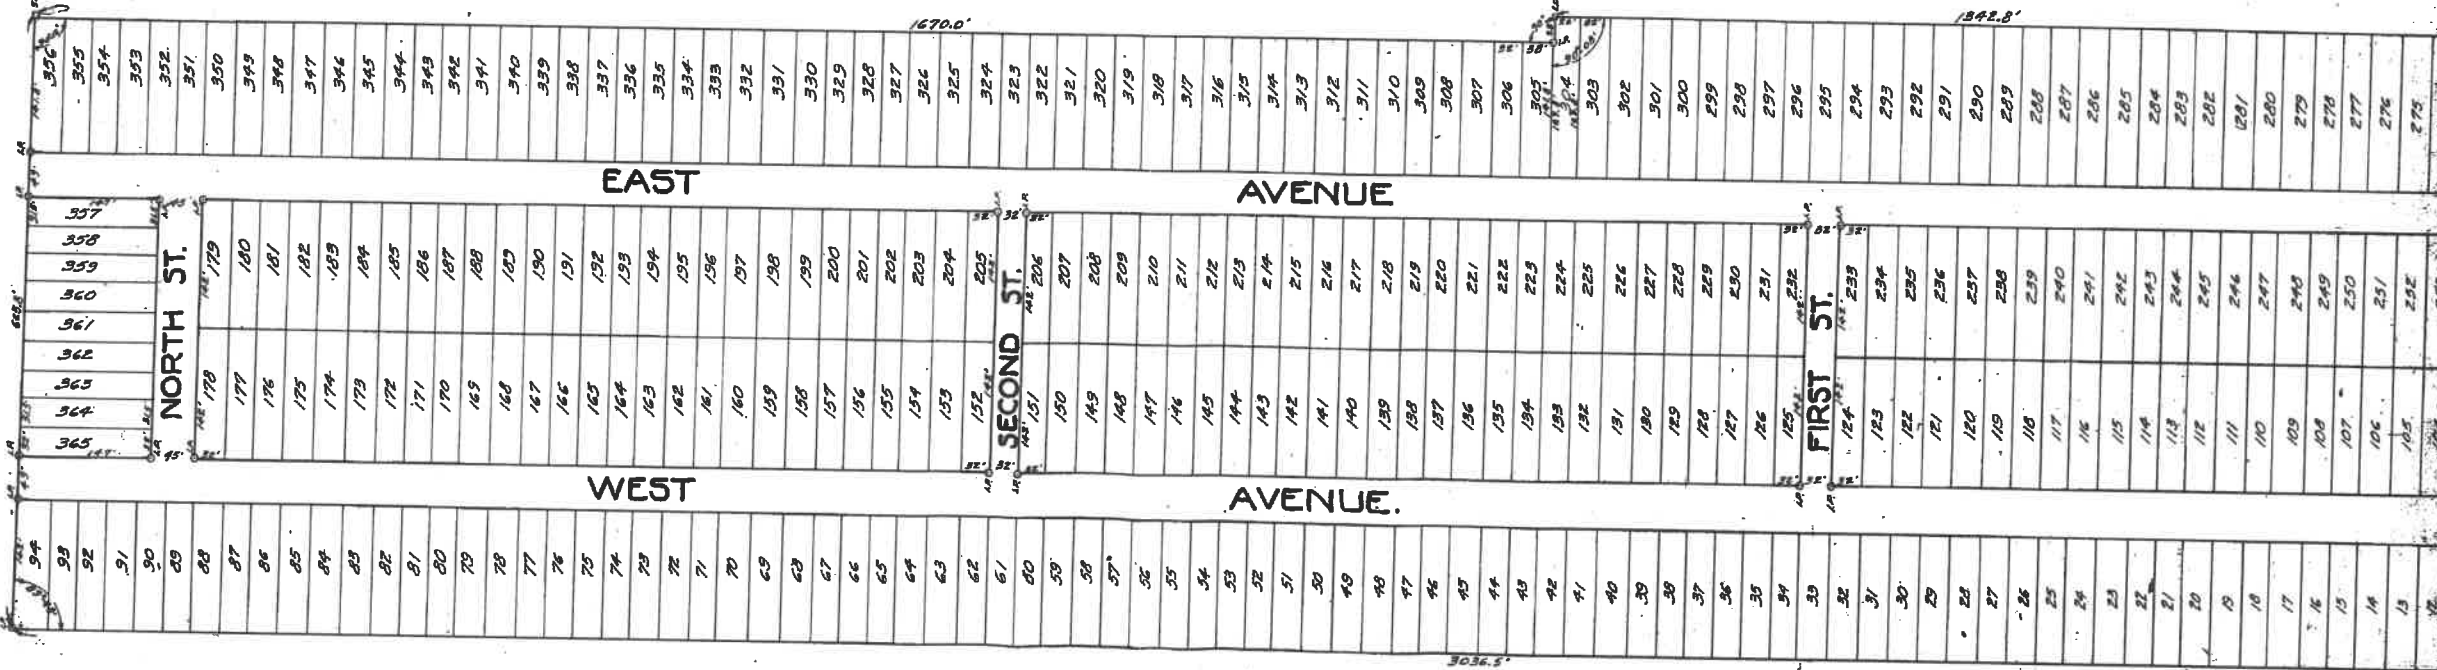 1670.0' 1342.8'
356 355 354 353 352 351 350 349 348 347 346 345 344 343 342 341 340 339 338 337 336 335 334 333 332 331 330 329 328 327 326 325 324 323 322 321 320 319 318 317 316 315 314 313 312 311 310 309 308 307 306 305 304 303 302 301 300 299 298 297 296 295 294 293 292 291 290 289 288 287 286 285 284 283 282 281 280 279 278 277 276 275
EAST AVENUE
357
358
359
360
361
362
363
364
365
NORTH ST.
179 180 181 182 183 184 185 186 187 188 189 190 191 192 193 194 195 196 197 198 199 200 201 202 203 204 205
SECOND ST.
206 207 208 209 210 211 212 213 214 215 216 217 218 219 220 221 222 223 224 225 226 227 228 229 230 231 232
FIRST ST.
233 234 235 236 237 238 239 240 241 242 243 244 245 246 247 248 249 250 251 252
178 177 176 175 174 173 172 171 170 169 168 167 166 165 164 163 162 161 160 159 158 157 156 155 154 153 152
151 150 149 148 147 146 145 144 143 142 141 140 139 138 137 136 135 134 133 132 131 130 129 128 127 126 125
124 123 122 121 120 119 118 117 116 115 114 113 112 111 110 109 108 107 106 105
45' 32' 32' 32' 32' 32' 32' 32'
WEST AVENUE.
94 93 92 91 90 89 88 87 86 85 84 83 82 81 80 79 78 77 76 75 74 73 72 71 70 69 68 67 66 65 64 63 62 61 60 59 58 57 56 55 54 53 52 51 50 49 48 47 46 45 44 43 42 41 40 39 38 37 36 35 34 33 32 31 30 29 28 27 26 25 24 23 22 21 20 19 18 17 16 15 14 13 12
3036.5'